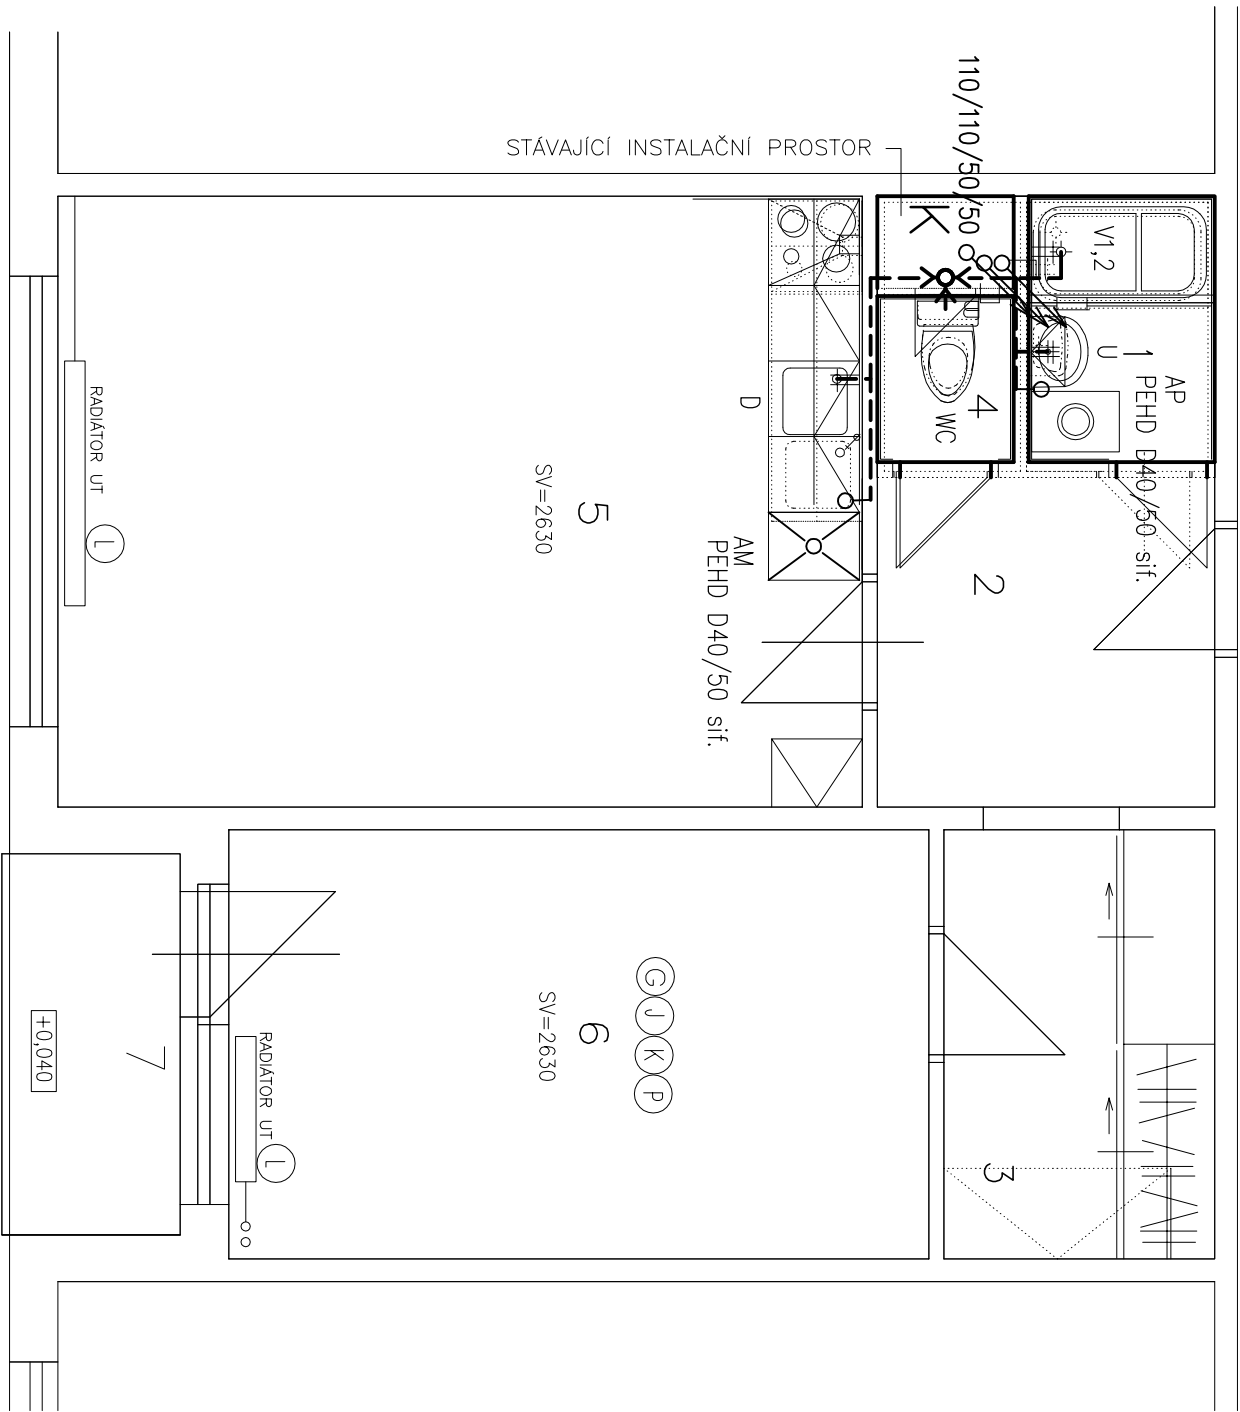 110/110/50/50
STÁVAJÍCÍ INSTALAČNÍ PROSTOR
K
V1,2
U
1
AP
PEHD D40/50 sif.
4
WC
D
RADIÁTOR UT
L
5
SV=2630
AM
PEHD D40/50 sif.
2
G J K P
6
SV=2630
RADIÁTOR UT
L
7
+0,040
3